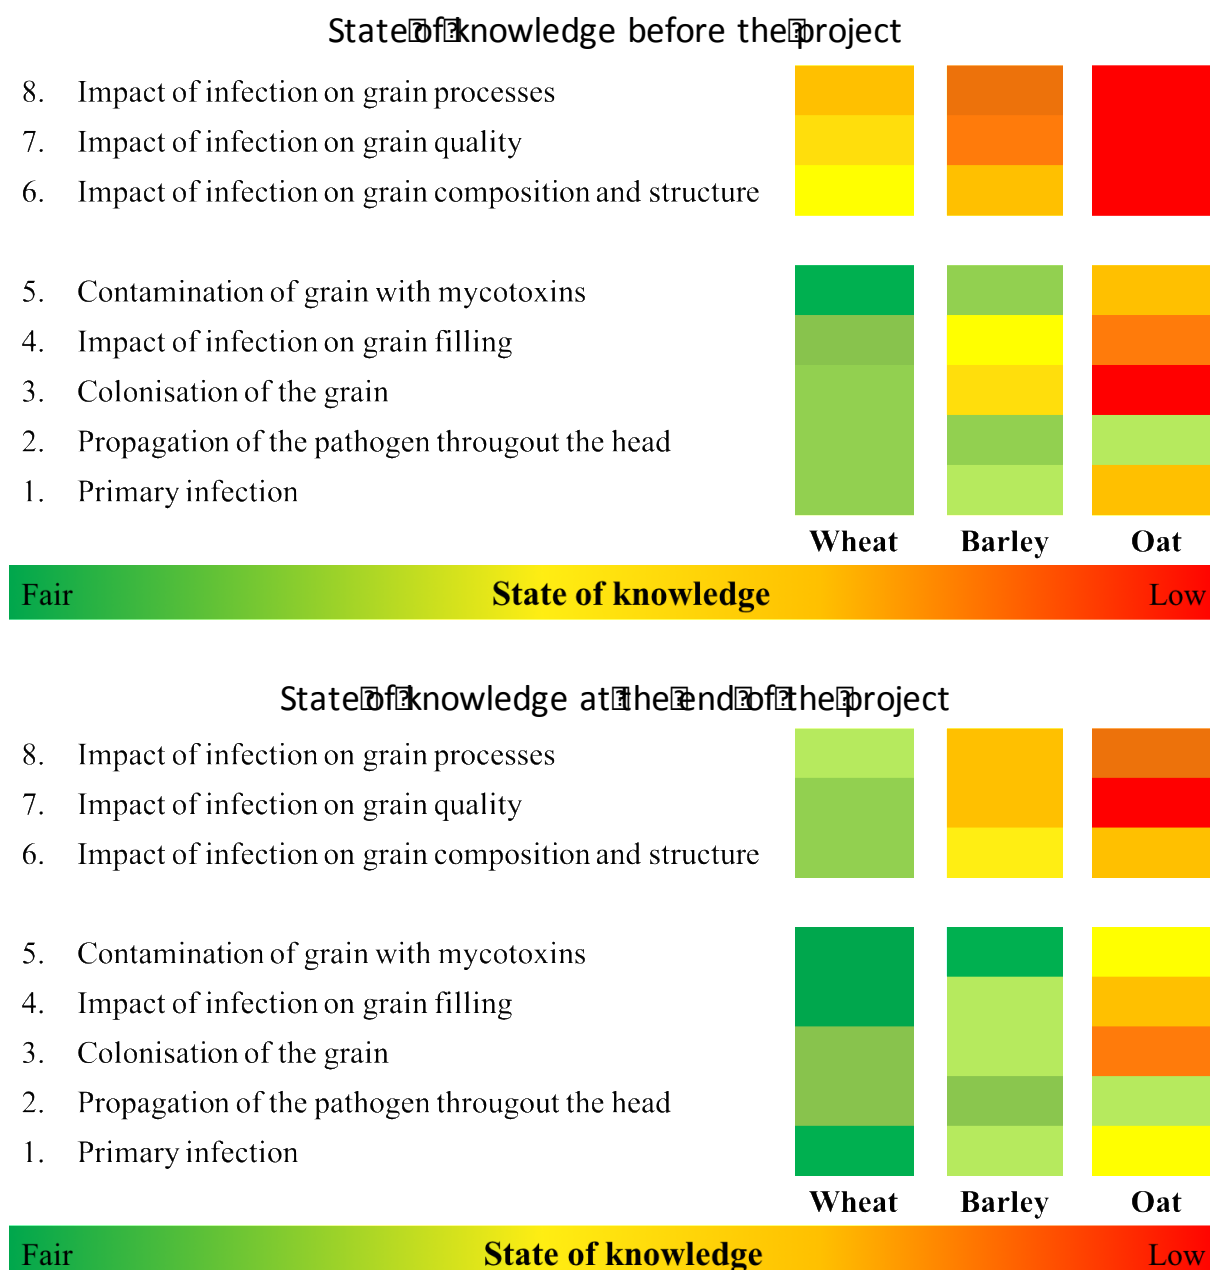 State of knowledge before the project
8. Impact of infection on grain processes
7. Impact of infection on grain quality
6. Impact of infection on grain composition and structure
5. Contamination of grain with mycotoxins
4. Impact of infection on grain filling
3. Colonisation of the grain
2. Propagation of the pathogen througout the head
1. Primary infection
Wheat Barley Oat
Fair State of knowledge Low
State of knowledge at the end of the project
8. Impact of infection on grain processes
7. Impact of infection on grain quality
6. Impact of infection on grain composition and structure
5. Contamination of grain with mycotoxins
4. Impact of infection on grain filling
3. Colonisation of the grain
2. Propagation of the pathogen througout the head
1. Primary infection
Wheat Barley Oat
Fair State of knowledge Low